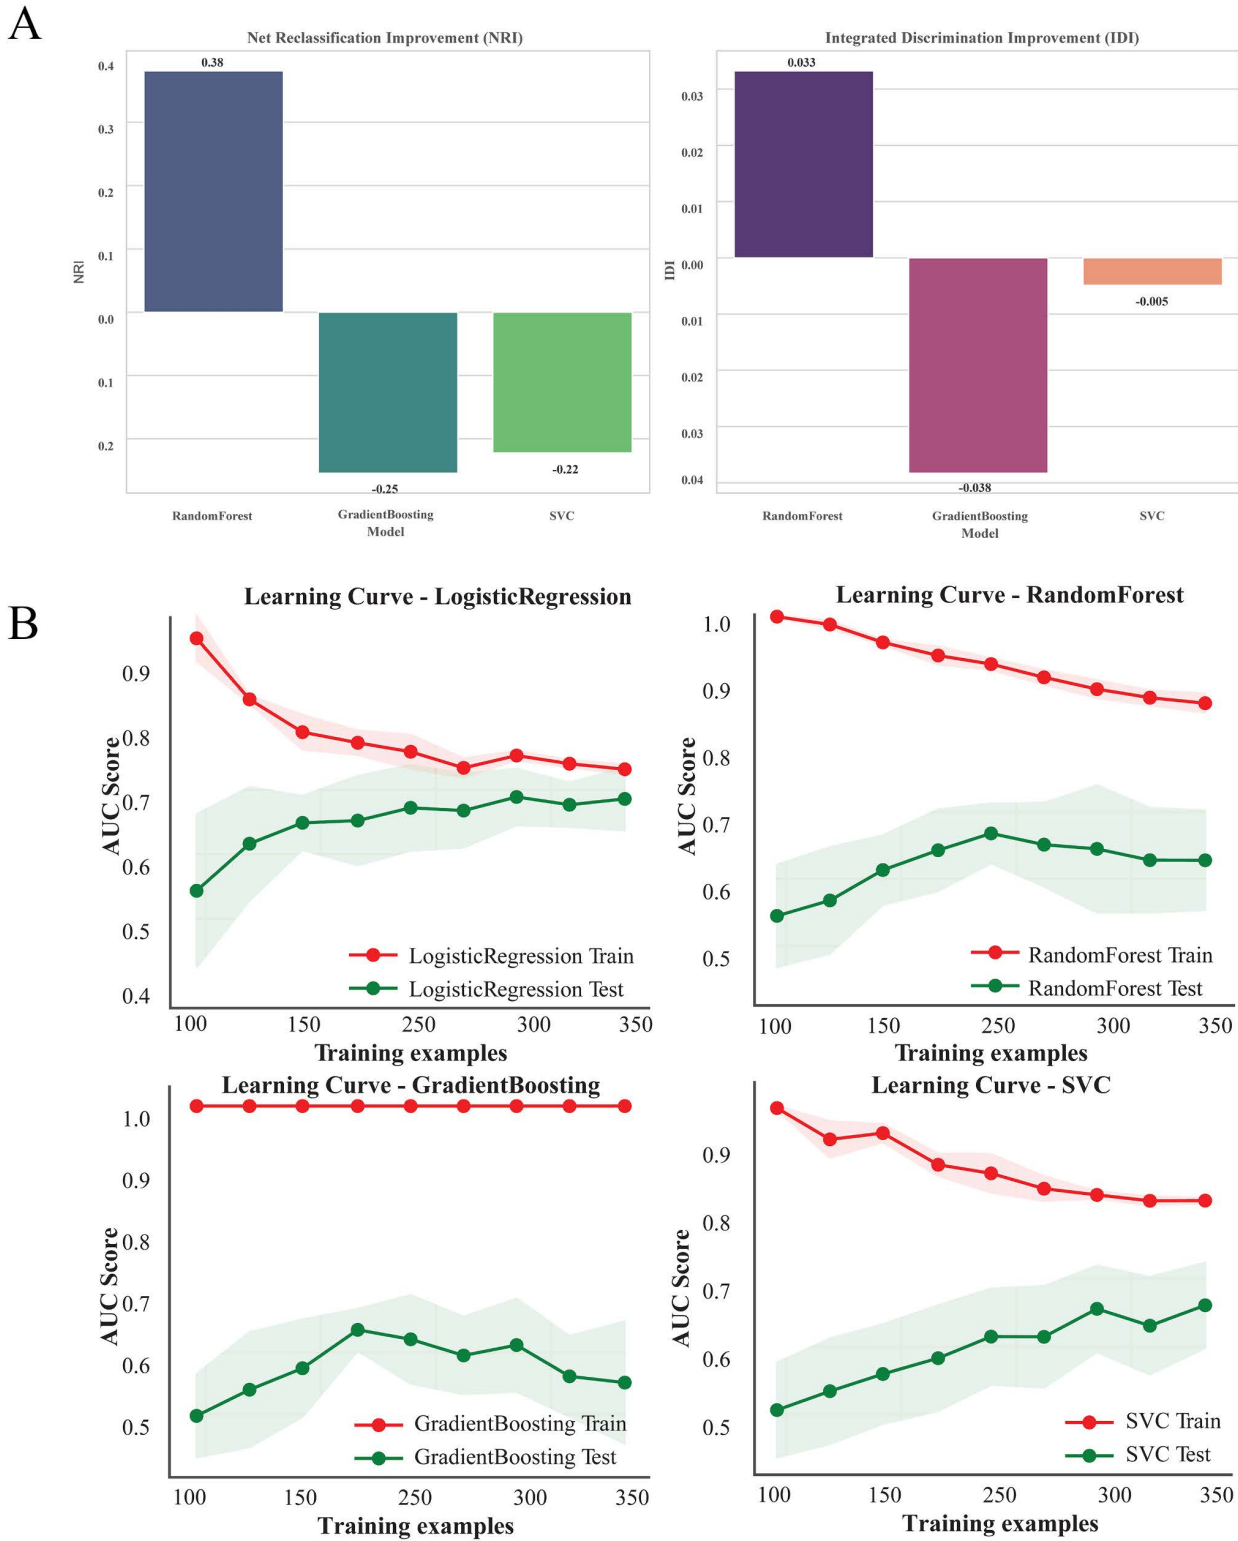 A
Net Reclassification Improvement (NRI)
0.4
0.3
0.2
0.1
0.0
0.1
0.2
NRI
0.38
-0.25
-0.22
RandomForest
GradientBoosting
SVC
Model
Integrated Discrimination Improvement (IDI)
0.03
0.02
0.01
0.00
0.01
0.02
0.03
0.04
IDI
0.033
-0.038
-0.005
RandomForest
GradientBoosting
SVC
Model
B
Learning Curve - LogisticRegression
0.9
0.8
0.7
0.6
0.5
0.4
AUC Score
LogisticRegression Train
LogisticRegression Test
100 150 250 300 350
Training examples
Learning Curve - RandomForest
1.0
0.9
0.8
0.7
0.6
0.5
AUC Score
RandomForest Train
RandomForest Test
100 150 250 300 350
Training examples
Learning Curve - GradientBoosting
1.0
0.9
0.8
0.7
0.6
0.5
AUC Score
GradientBoosting Train
GradientBoosting Test
100 150 250 300 350
Training examples
Learning Curve - SVC
0.9
0.8
0.7
0.6
0.5
AUC Score
SVC Train
SVC Test
100 150 250 300 350
Training examples